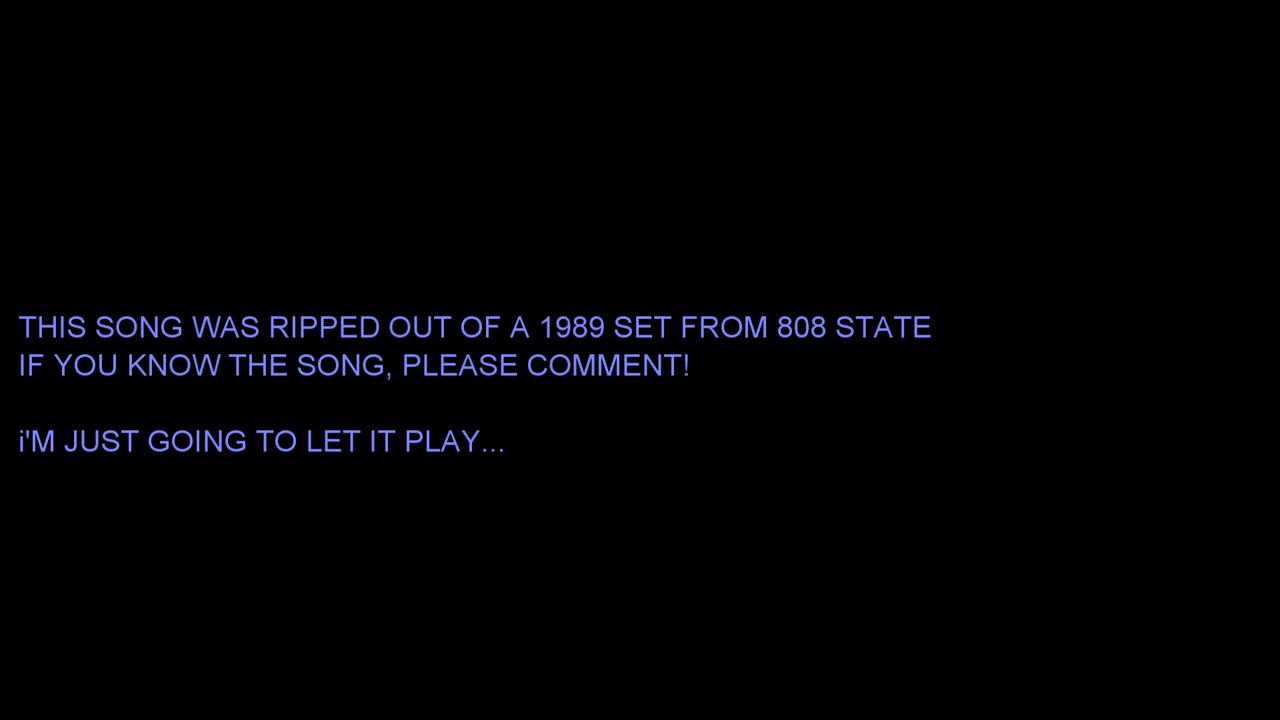 THIS SONG WAS RIPPED OUT OF A 1989 SET FROM 808 STATE
IF YOU KNOW THE SONG, PLEASE COMMENT!
i'M JUST GOING TO LET IT PLAY...